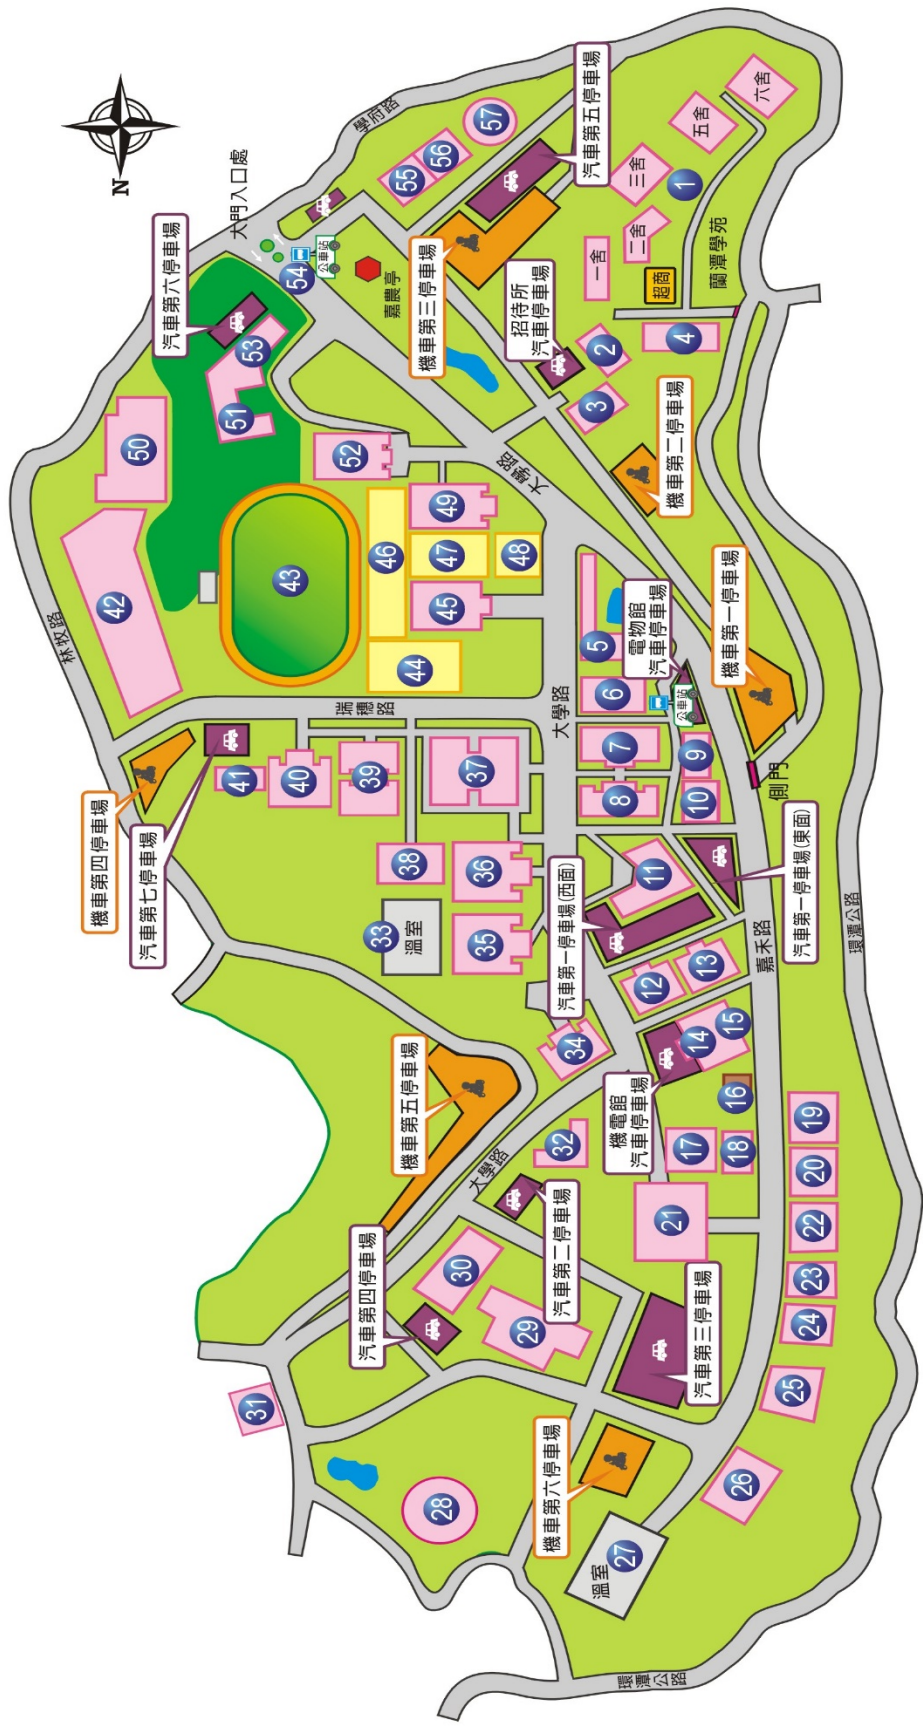 N
機車第四停車場
汽車第七停車場
林牧路
汽車第六停車場
大門入口處
42
50
41
31
51
53
43
40
瑞穗路
52
54
公車站
學府路
汽車第四停車場
機車第五停車場
33
溫室
38
39
46
嘉農亭
28
30
大學路
35
36
37
44
45
47
49
55
56
57
機車第三停車場
29
32
34
大學路
48
大學路
招待所
汽車停車場
機車第六停車場
汽車第二停車場
汽車第一停車場(西面)
8
7
6
5
3
2
一舍
汽車第五停車場
溫室
27
機電館
汽車停車場
12
11
電物館
汽車停車場
二舍
三舍
超商
1
21
17
14
13
10
9
公車站
機車第二停車場
4
五舍
汽車第三停車場
18
16
15
蘭潭學苑
六舍
26
25
24
23
22
20
19
嘉禾路
側門
機車第一停車場
汽車第一停車場(東面)
環潭公路
環潭公路